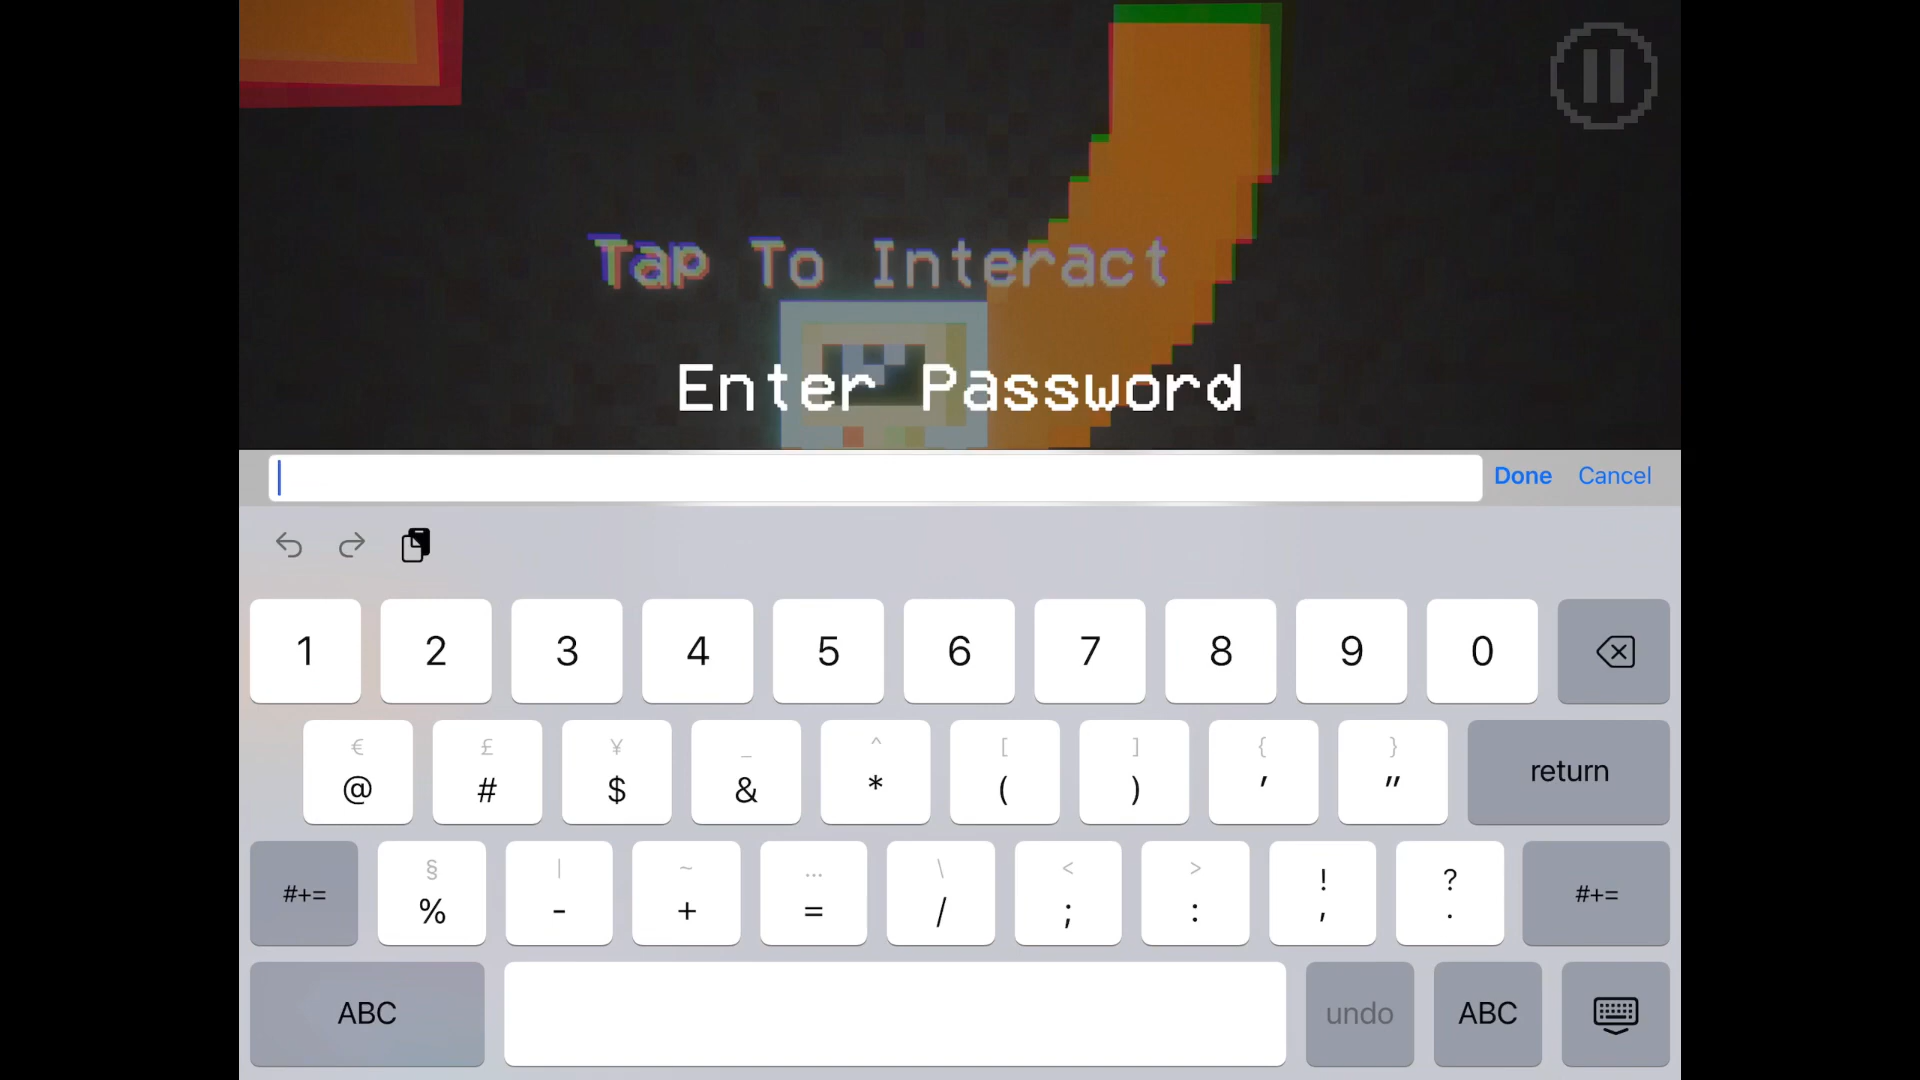 Tap To Interact
Enter Password
Done Cancel
1 2 3 4 5 6 7 8 9 0
€ £ ¥ _ ^ [ ] { }
@ # $ & * ( ) ' "
return
§ | ~ ... \ < > ! ?
#+= % - + = / ; : , . #+=
ABC undo ABC